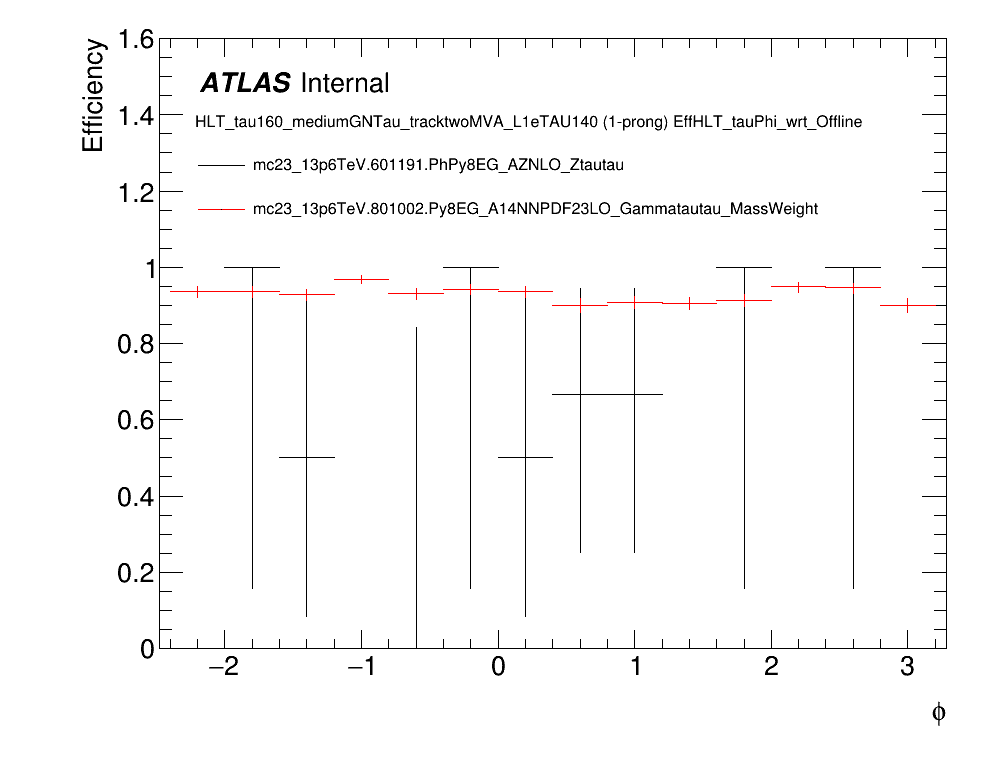 Efficiency
1.6
1.4
1.2
1
0.8
0.6
0.4
0.2
0
ATLAS Internal
HLT_tau160_mediumGNTau_tracktwoMVA_L1eTAU140 (1-prong) EffHLT_tauPhi_wrt_Offline
mc23_13p6TeV.601191.PhPy8EG_AZNLO_Ztautau
mc23_13p6TeV.801002.Py8EG_A14NNPDF23LO_Gammatautau_MassWeight
−2 −1 0 1 2 3
ϕ